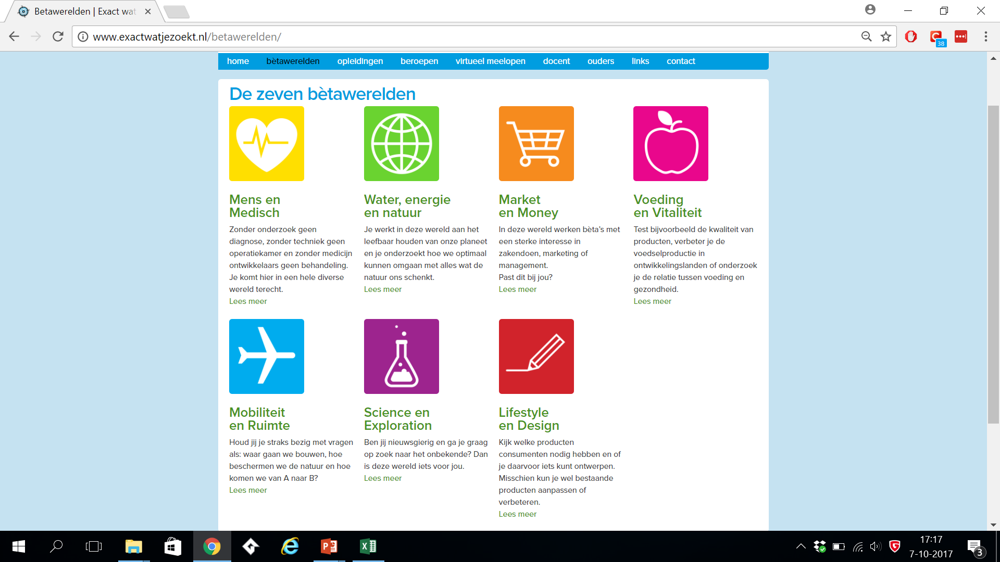 Betawerelden | Exact wat
www.exactwatjezoekt.nl/betawerelden/
38
home bètawerelden opleidingen beroepen virtueel meelopen docent ouders links contact
De zeven bètawerelden
Mens en
Medisch
Zonder onderzoek geen
diagnose, zonder techniek geen
operatiekamer en zonder medicijn
ontwikkelaars geen behandeling.
Je komt hier in een hele diverse
wereld terecht.
Lees meer
Water, energie
en natuur
Je werkt in deze wereld aan het
leefbaar houden van onze planeet
en je onderzoekt hoe we optimaal
kunnen omgaan met alles wat de
natuur ons schenkt.
Lees meer
Market
en Money
In deze wereld werken bèta's met
een sterke interesse in
zakendoen, marketing of
management.
Past dit bij jou?
Lees meer
Voeding
en Vitaliteit
Test bijvoorbeeld de kwaliteit van
producten, verbeter je de
voedselproductie in
ontwikkelingslanden of onderzoek
je de relatie tussen voeding en
gezondheid.
Lees meer
Mobiliteit
en Ruimte
Houd jij je straks bezig met vragen
als: waar gaan we bouwen, hoe
beschermen we de natuur en hoe
komen we van A naar B?
Lees meer
Science en
Exploration
Ben jij nieuwsgierig en ga je graag
op zoek naar het onbekende? Dan
is deze wereld iets voor jou.
Lees meer
Lifestyle
en Design
Kijk welke producten
consumenten nodig hebben en of
je daarvoor iets kunt ontwerpen.
Misschien kun je wel bestaande
producten aanpassen of
verbeteren.
Lees meer
17:17
7-10-2017
3